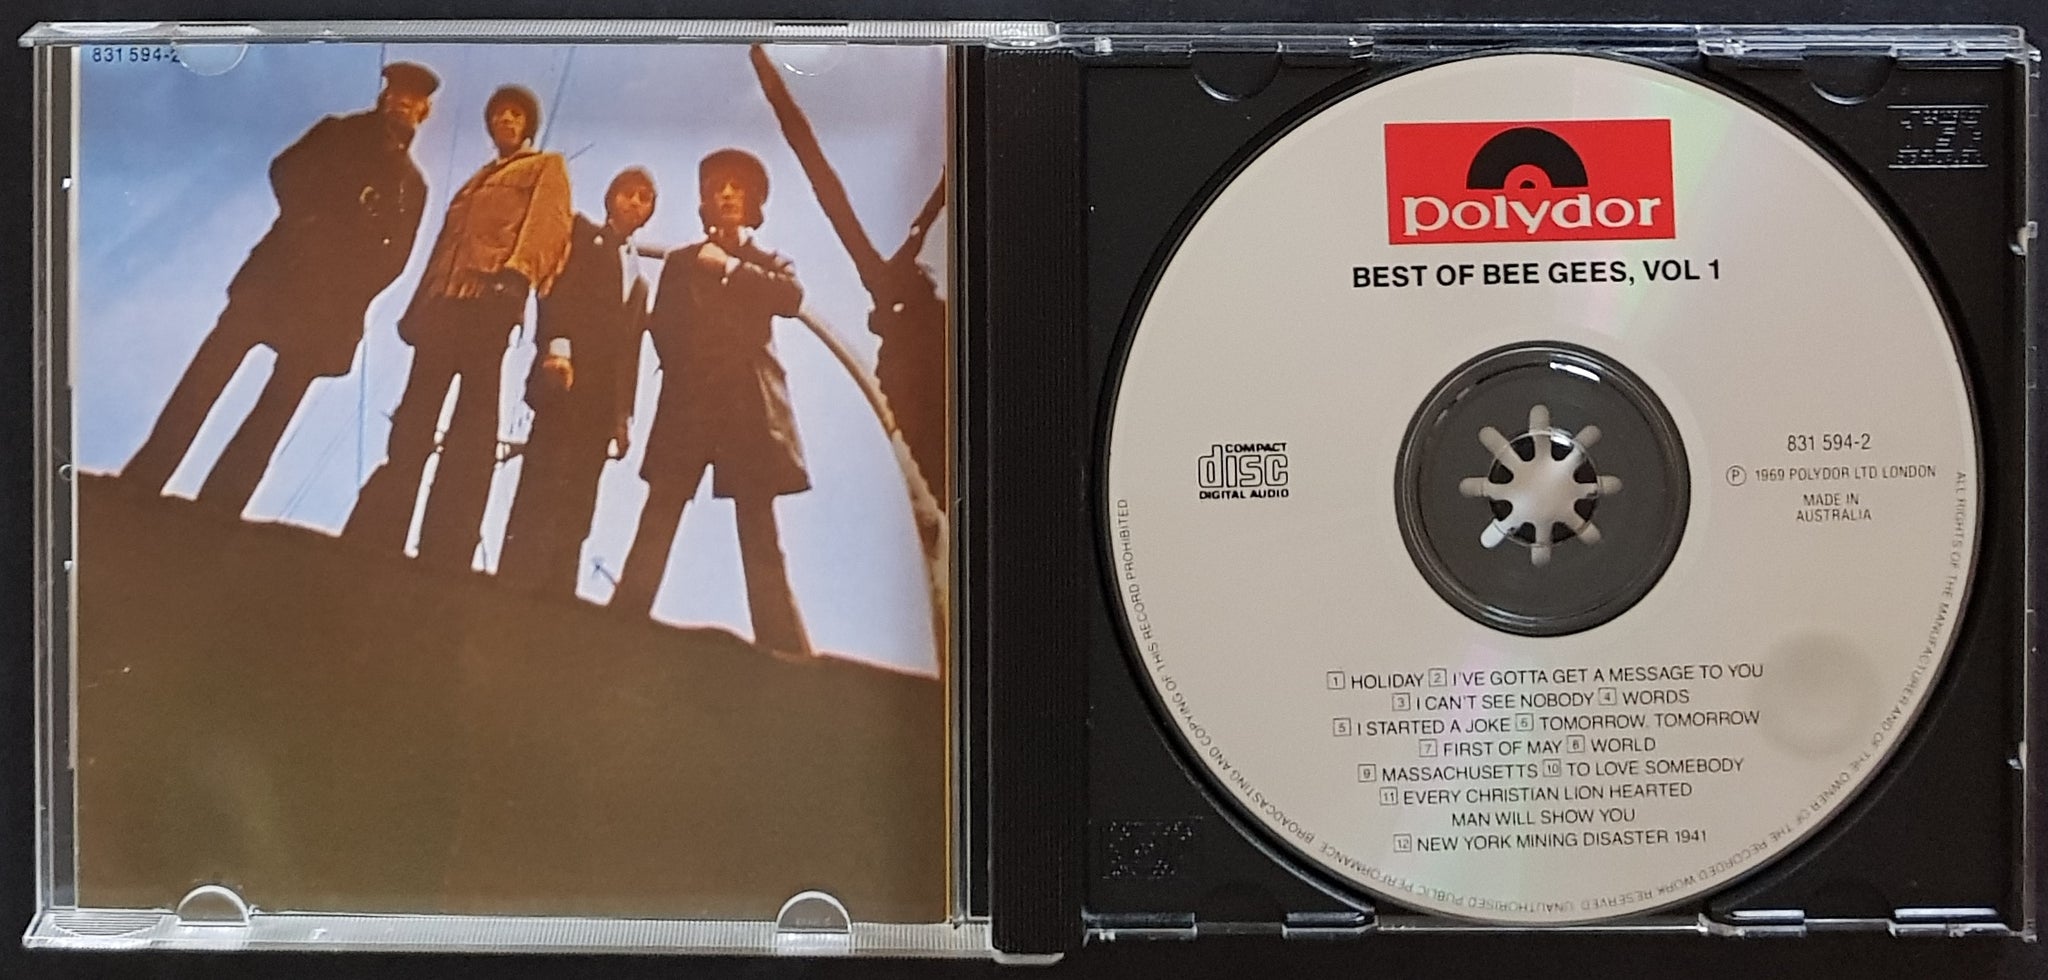 831 594-2
polydor
BEST OF BEE GEES, VOL 1
COMPACT
disc
DIGITAL AUDIO
831 594-2
Ⓟ 1969 POLYDOR LTD LONDON
MADE IN
AUSTRALIA
1 HOLIDAY 2 I'VE GOTTA GET A MESSAGE TO YOU
3 I CAN'T SEE NOBODY 4 WORDS
5 I STARTED A JOKE 6 TOMORROW, TOMORROW
7 FIRST OF MAY 8 WORLD
9 MASSACHUSETTS 10 TO LOVE SOMEBODY
11 EVERY CHRISTIAN LION HEARTED
MAN WILL SHOW YOU
12 NEW YORK MINING DISASTER 1941
ALL RIGHTS OF THE MANUFACTURER AND OF THE OWNER OF THE RECORDED WORK RESERVED. UNAUTHORISED PUBLIC PERFORMANCE BROADCASTING AND COPYING OF THIS RECORD PROHIBITED